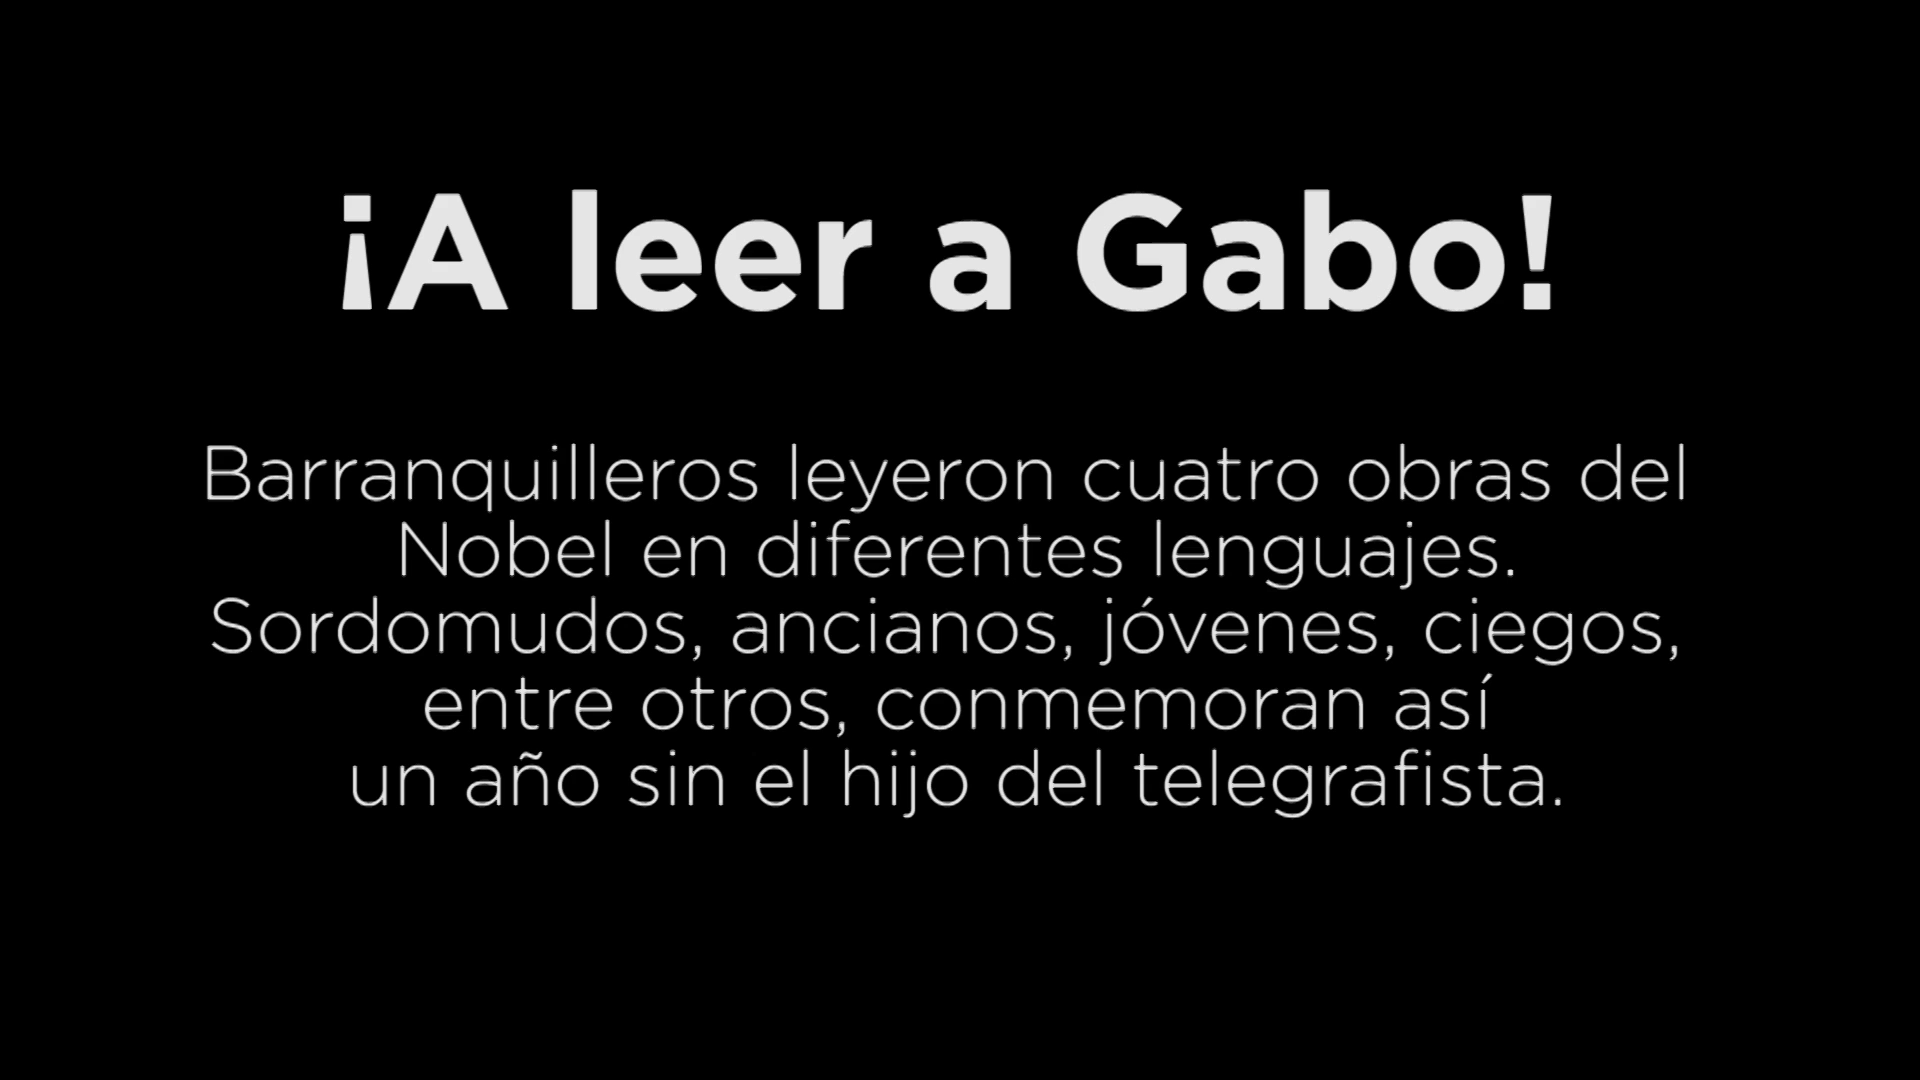 ¡A leer a Gabo!
Barranquilleros leyeron cuatro obras del
Nobel en diferentes lenguajes.
Sordomudos, ancianos, jóvenes, ciegos,
entre otros, conmemoran así
un año sin el hijo del telegrafista.